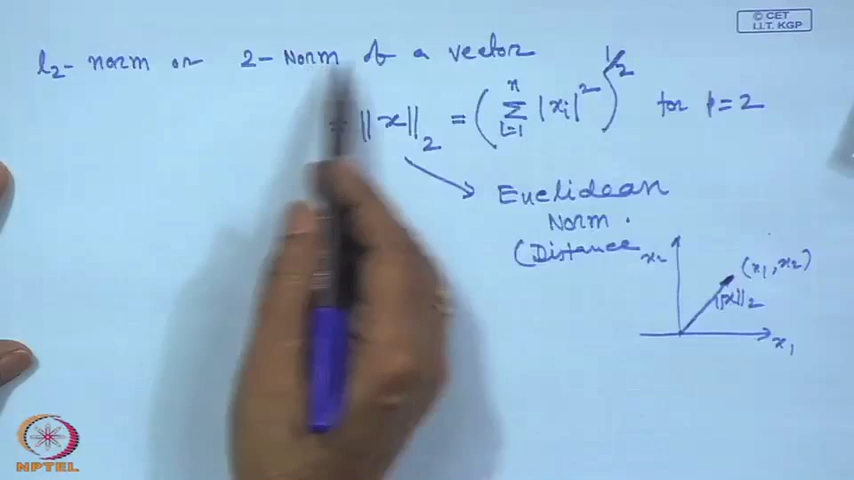 © CET
I.I.T. KGP
l₂- norm or 2- Norm of a vector
= ||x||₂ = (∑ᵢ₌₁ⁿ |xᵢ|²)^1/2 for p = 2
Euclidean
Norm.
(Distance
x₂
(x₁, x₂)
||x||₂
x₁
NPTEL